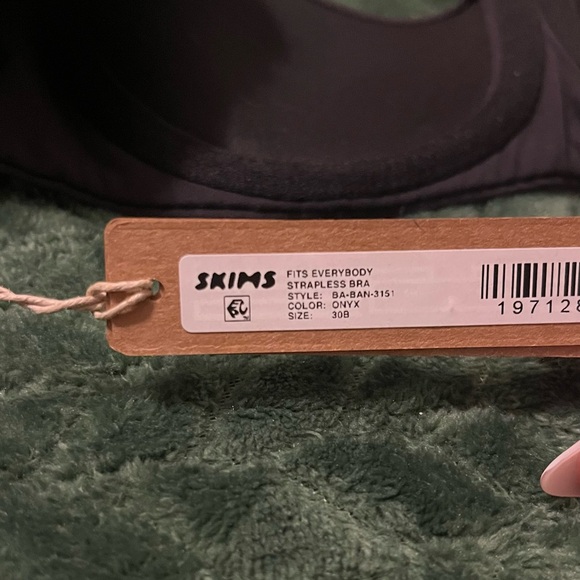 SKIMS
FITS EVERYBODY
STRAPLESS BRA
STYLE: BA-BAN-3151
COLOR: ONYX
SIZE: 30B
197128